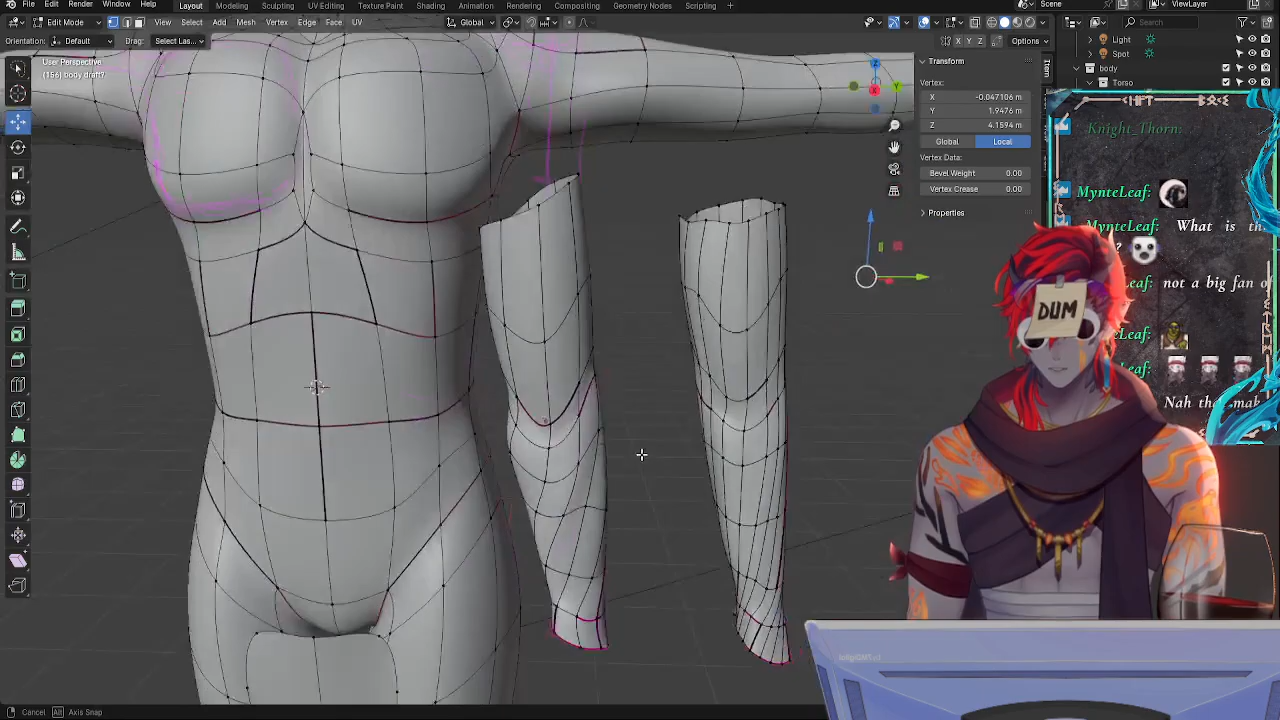 File Edit Render Window Help Layout Modeling Sculpting UV Editing Texture Paint Shading Animation Rendering Compositing Geometry Nodes Scripting Scene ViewLayer
Edit Mode View Select Add Mesh Vertex Edge Face UV Global Search
Orientation: Default Drag: Select Las... X Y Z Options
User Perspective
(156) body draft?
Light
Spot
body
Torso
Transform
Vertex:
X -0.047106 m
Y 1.9476 m
Z 4.1594 m
Global Local
Vertex Data:
Bevel Weight 0.00
Vertex Crease 0.00
Properties
Item
Z
Y
X
Knight_Thorn:
MynteLeaf:
MynteLeaf: What is th
?
Leaf: not a big fan o
Leaf:
Leaf:
Nah tha mak
DUM
Cancel Alt Axis Snap